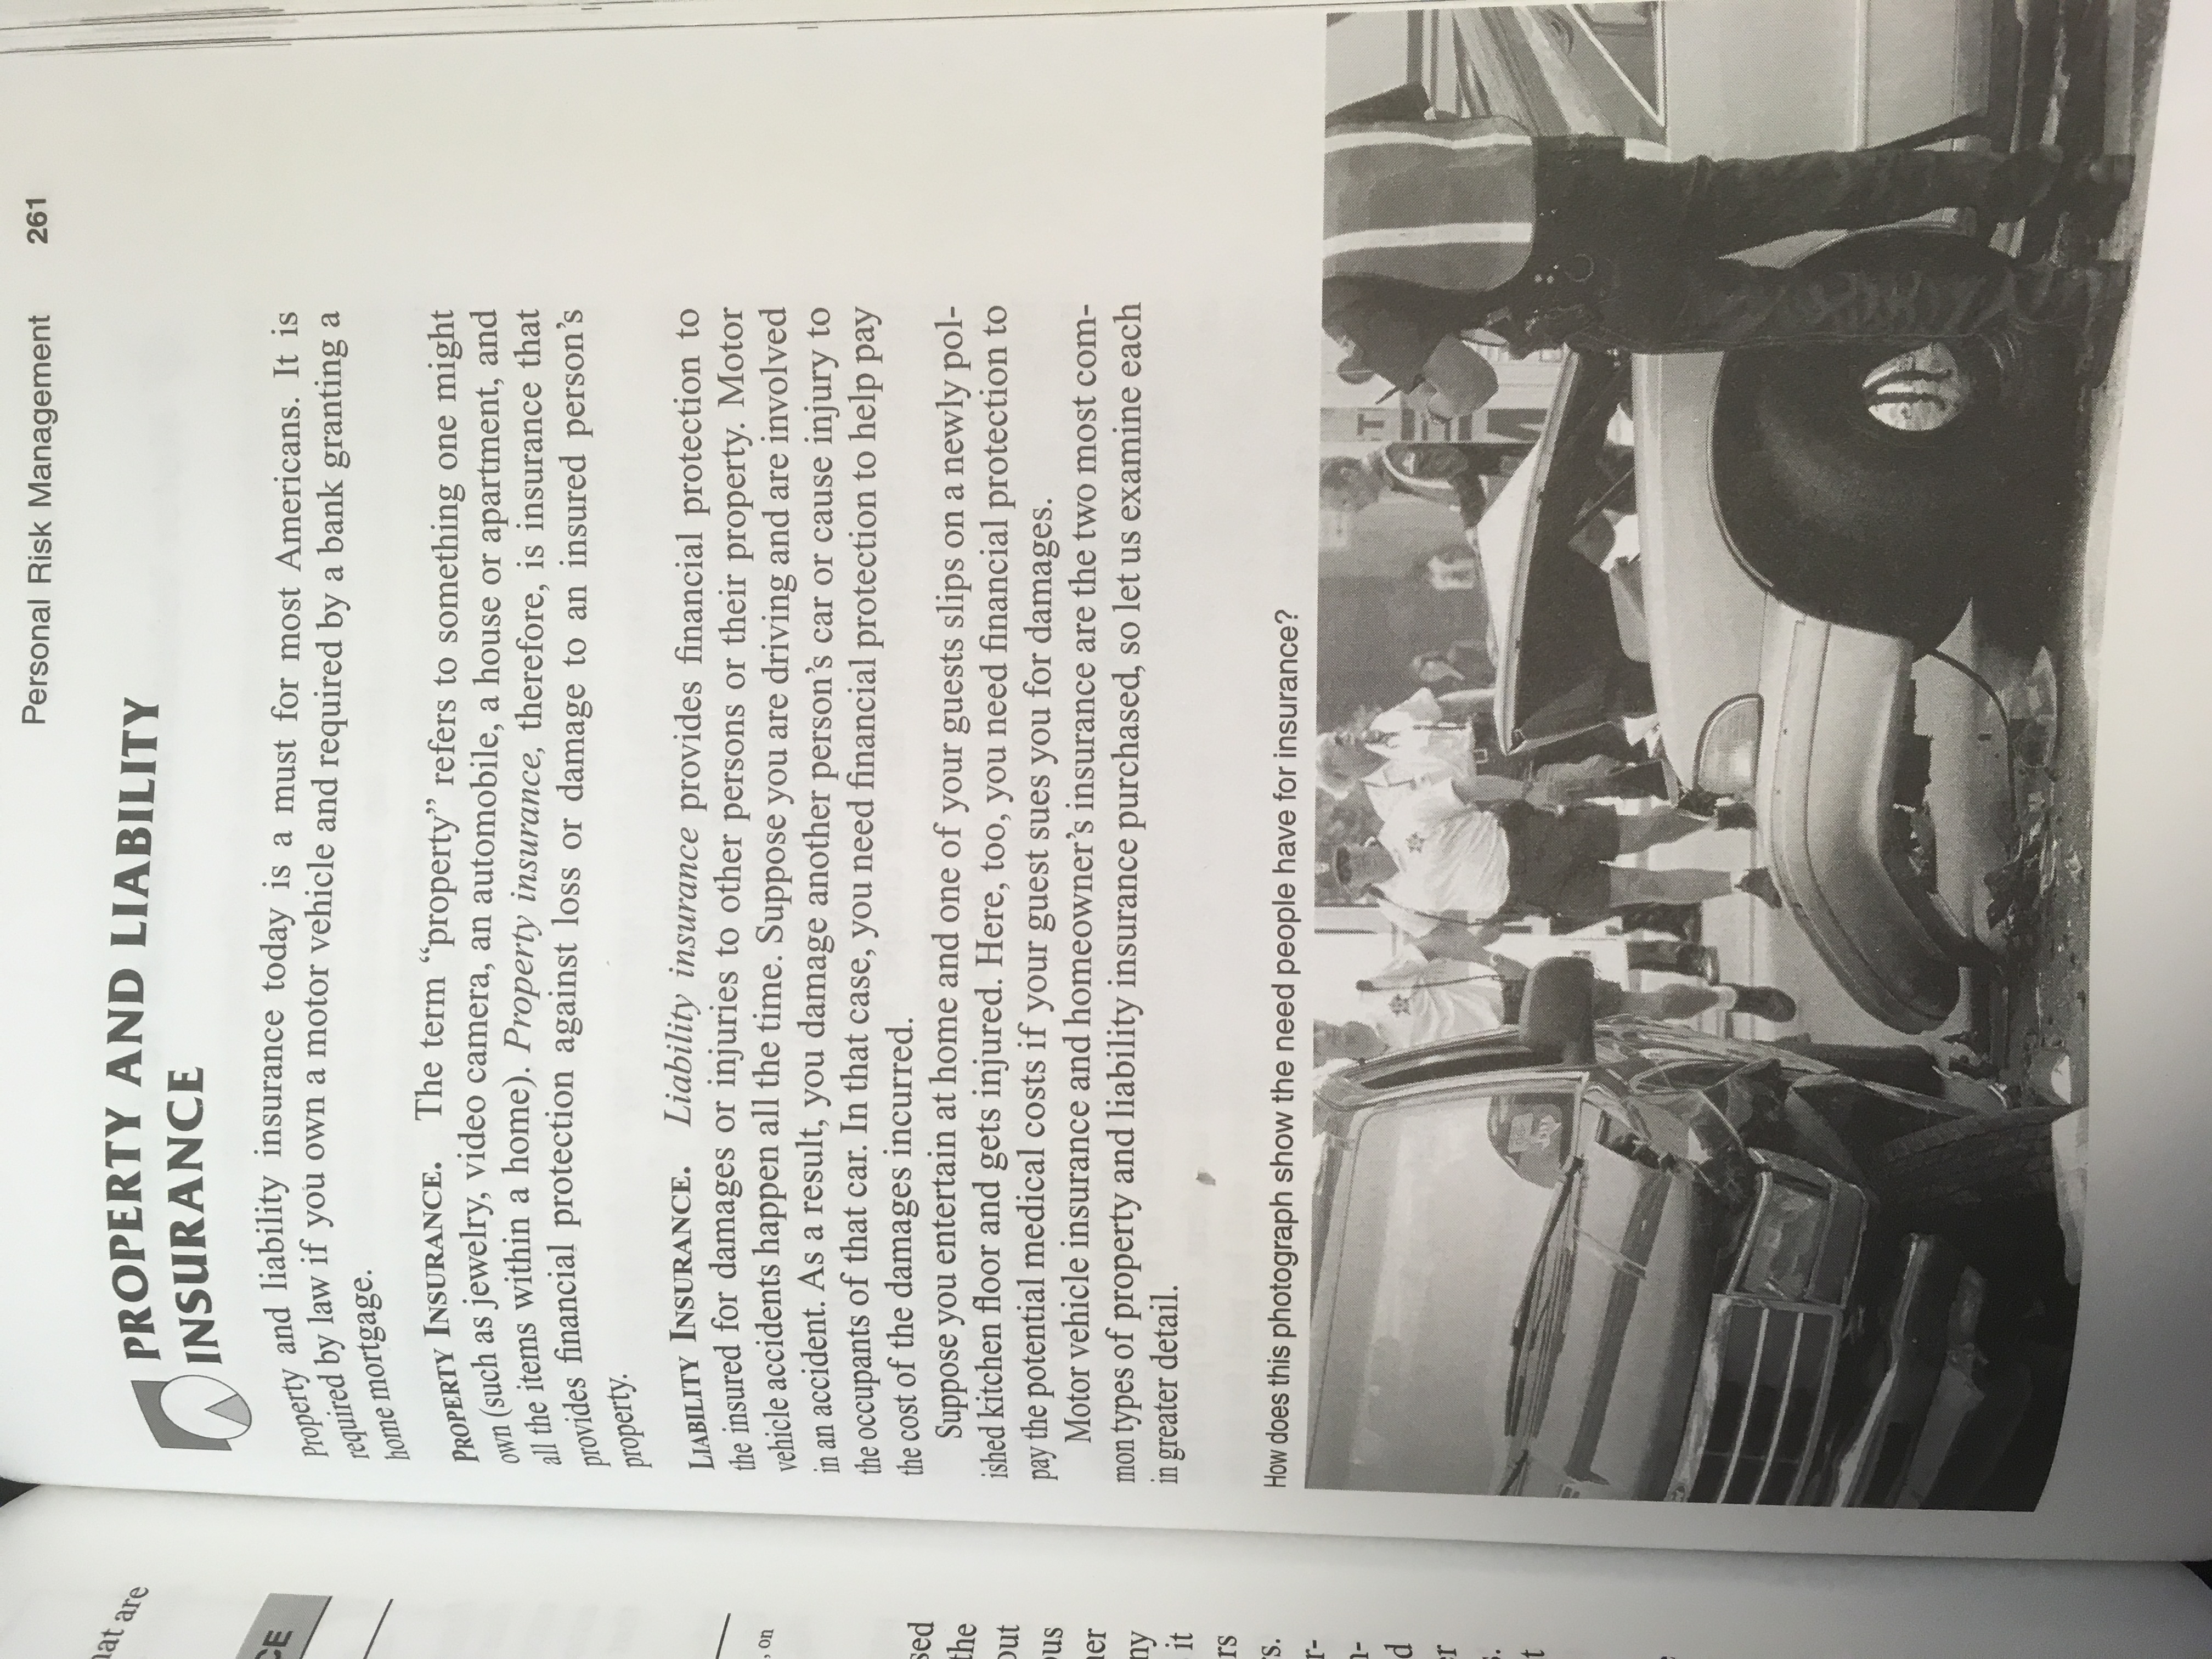 Personal Risk Management 261
PROPERTY AND LIABILITY
INSURANCE
Property and liability insurance today is a must for most Americans. It is
required by law if you own a motor vehicle and required by a bank granting a
home mortgage.
PROPERTY INSURANCE. The term “property” refers to something one might
own (such as jewelry, video camera, an automobile, a house or apartment, and
all the items within a home). Property insurance, therefore, is insurance that
provides financial protection against loss or damage to an insured person’s
property.
LIABILITY INSURANCE. Liability insurance provides financial protection to
the insured for damages or injuries to other persons or their property. Motor
vehicle accidents happen all the time. Suppose you are driving and are involved
in an accident. As a result, you damage another person’s car or cause injury to
the occupants of that car. In that case, you need financial protection to help pay
the cost of the damages incurred.
Suppose you entertain at home and one of your guests slips on a newly pol-
ished kitchen floor and gets injured. Here, too, you need financial protection to
pay the potential medical costs if your guest sues you for damages.
Motor vehicle insurance and homeowner’s insurance are the two most com-
mon types of property and liability insurance purchased, so let us examine each
in greater detail.
How does this photograph show the need people have for insurance?